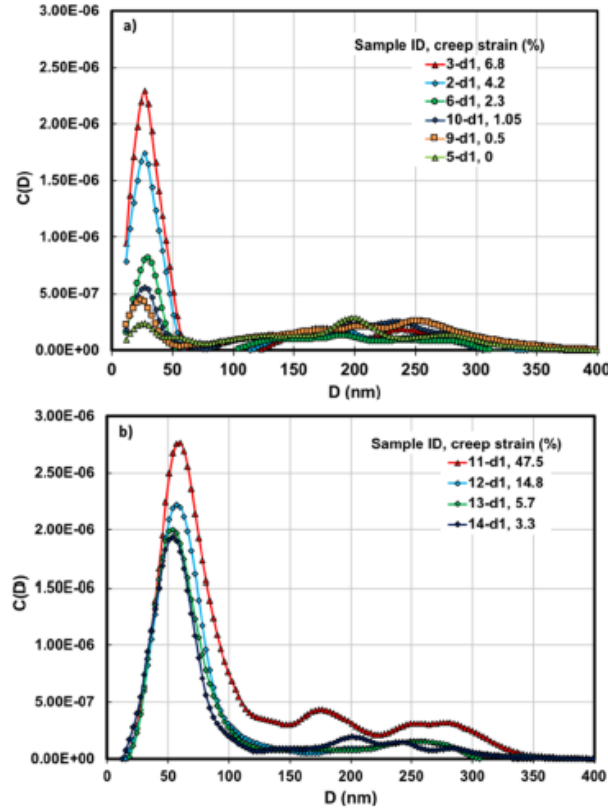 a)
3.00E-06
2.50E-06
2.00E-06
1.50E-06
1.00E-06
5.00E-07
0.00E+00
C(D)
Sample ID, creep strain (%)
3-d1, 6.8
2-d1, 4.2
6-d1, 2.3
10-d1, 1.05
9-d1, 0.5
5-d1, 0
0 50 100 150 200 250 300 350 400
D (nm)
b)
3.00E-06
2.50E-06
2.00E-06
1.50E-06
1.00E-06
5.00E-07
0.00E+00
C(D)
Sample ID, creep strain (%)
11-d1, 47.5
12-d1, 14.8
13-d1, 5.7
14-d1, 3.3
0 50 100 150 200 250 300 350 400
D (nm)